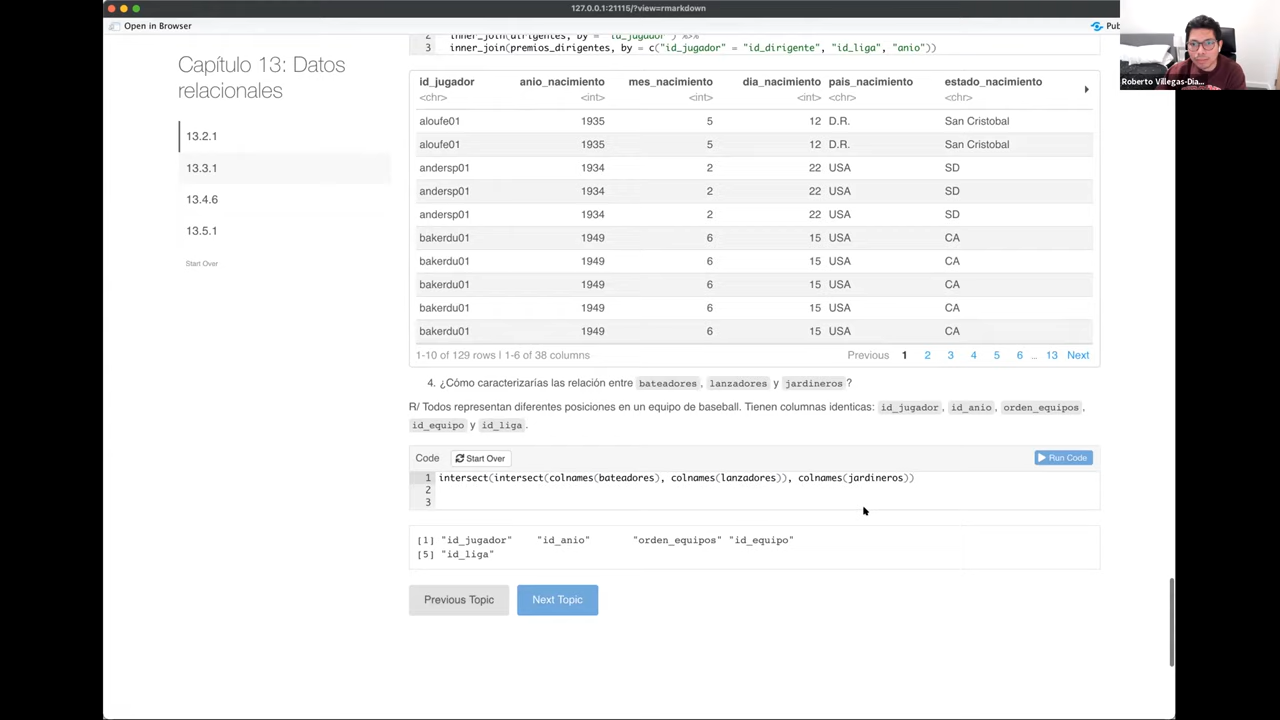 127.0.0.1:21115/?view=rmarkdown
Open in Browser
Roberto Villegas-Dia...
Capítulo 13: Datos
relacionales
13.2.1
13.3.1
13.4.6
13.5.1
Start Over
3 inner_join(premios_dirigentes, by = c("id_jugador" = "id_dirigente", "id_liga", "anio"))
id_jugador anio_nacimiento mes_nacimiento dia_nacimiento pais_nacimiento estado_nacimiento
<chr> <int> <int> <int> <chr> <chr>
aloufe01 1935 5 12 D.R. San Cristobal
aloufe01 1935 5 12 D.R. San Cristobal
andersp01 1934 2 22 USA SD
andersp01 1934 2 22 USA SD
andersp01 1934 2 22 USA SD
bakerdu01 1949 6 15 USA CA
bakerdu01 1949 6 15 USA CA
bakerdu01 1949 6 15 USA CA
bakerdu01 1949 6 15 USA CA
bakerdu01 1949 6 15 USA CA
1-10 of 129 rows | 1-6 of 38 columns Previous 1 2 3 4 5 6 ... 13 Next
4. ¿Cómo caracterizarías las relación entre bateadores, lanzadores y jardineros?
R/ Todos representan diferentes posiciones en un equipo de baseball. Tienen columnas identicas: id_jugador, id_anio, orden_equipos,
id_equipo y id_liga.
Code Start Over Run Code
1 intersect(intersect(colnames(bateadores), colnames(lanzadores)), colnames(jardineros))
2
3
[1] "id_jugador" "id_anio" "orden_equipos" "id_equipo"
[5] "id_liga"
Previous Topic Next Topic